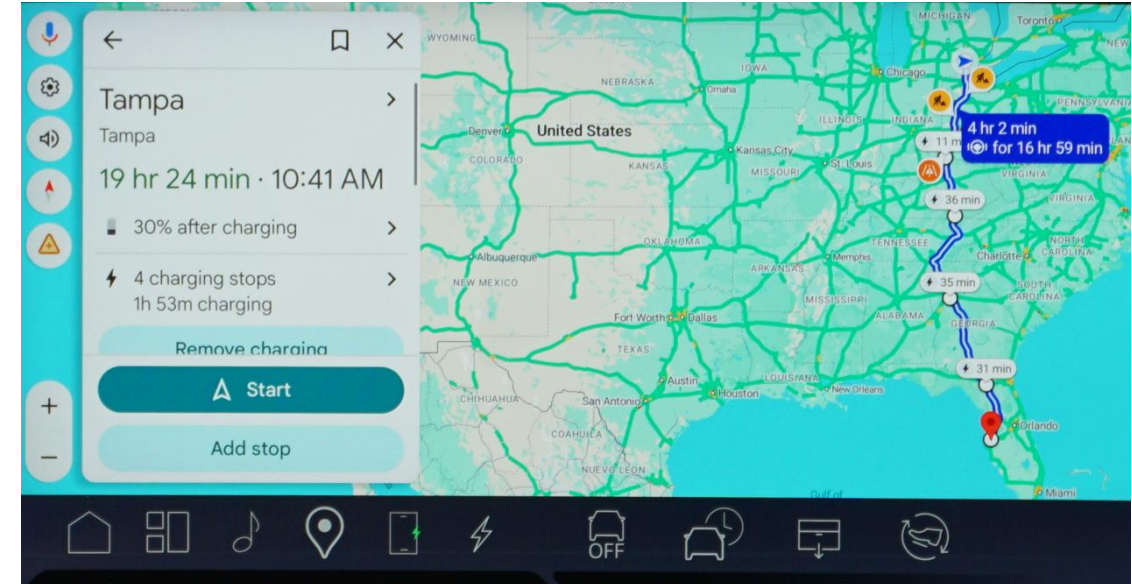 Tampa
Tampa
19 hr 24 min · 10:41 AM
30% after charging
4 charging stops
1h 53m charging
Remove charging
Start
Add stop
+
−
WYOMING
NEBRASKA
IOWA
MICHIGAN
Toronto
NEW
Chicago
Omaha
PENNSYLVANIA
ILLINOIS
INDIANA
4 hr 2 min
for 16 hr 59 min
Denver
United States
Kansas City
11 m
COLORADO
KANSAS
MISSOURI
St. Louis
VIRGINIA
36 min
VIRGINIA
OKLAHOMA
TENNESSEE
NORTH
CAROLINA
Albuquerque
Memphis
Charlotte
NEW MEXICO
ARKANSAS
35 min
SOUTH
CAROLINA
MISSISSIPPI
Fort Worth
Dallas
ALABAMA
GEORGIA
TEXAS
31 min
Austin
LOUISIANA
CHIHUAHUA
San Antonio
Houston
New Orleans
Orlando
COAHUILA
NUEVO LEON
Gulf of
Miami
OFF